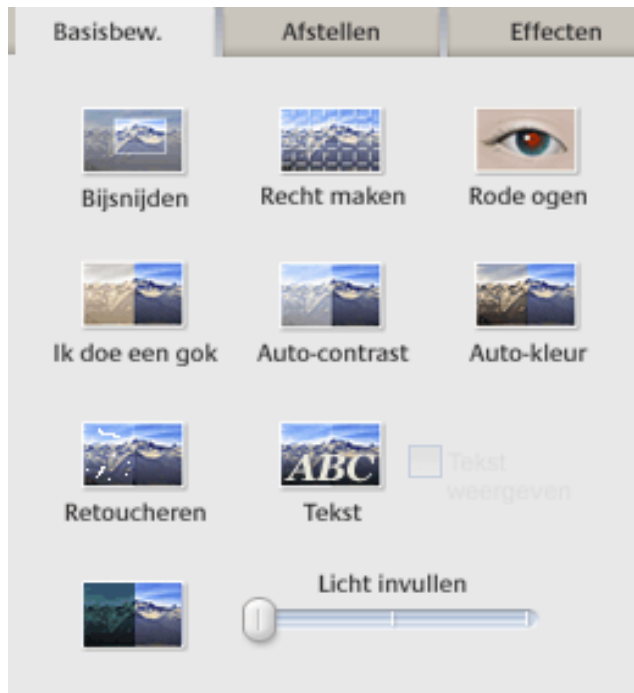 Basisbew. Afstellen Effecten
Bijsnijden Recht maken Rode ogen
Ik doe een gok Auto-contrast Auto-kleur
ABC
Tekst
weergeven
Retoucheren Tekst
Licht invullen